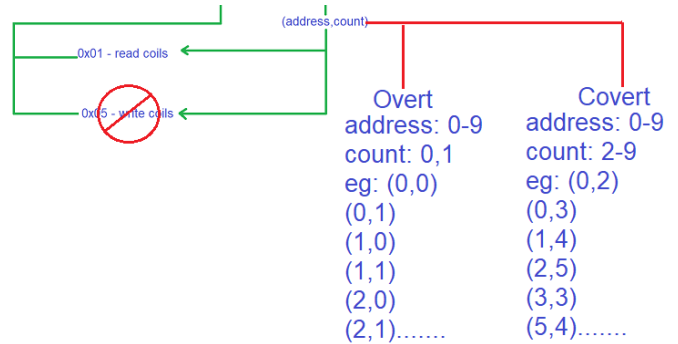 (address,count)
0x01 - read coils
0x05 - write coils
Overt
address: 0-9
count: 0,1
eg: (0,0)
(0,1)
(1,0)
(1,1)
(2,0)
(2,1).......
Covert
address: 0-9
count: 2-9
eg: (0,2)
(0,3)
(1,4)
(2,5)
(3,3)
(5,4).......